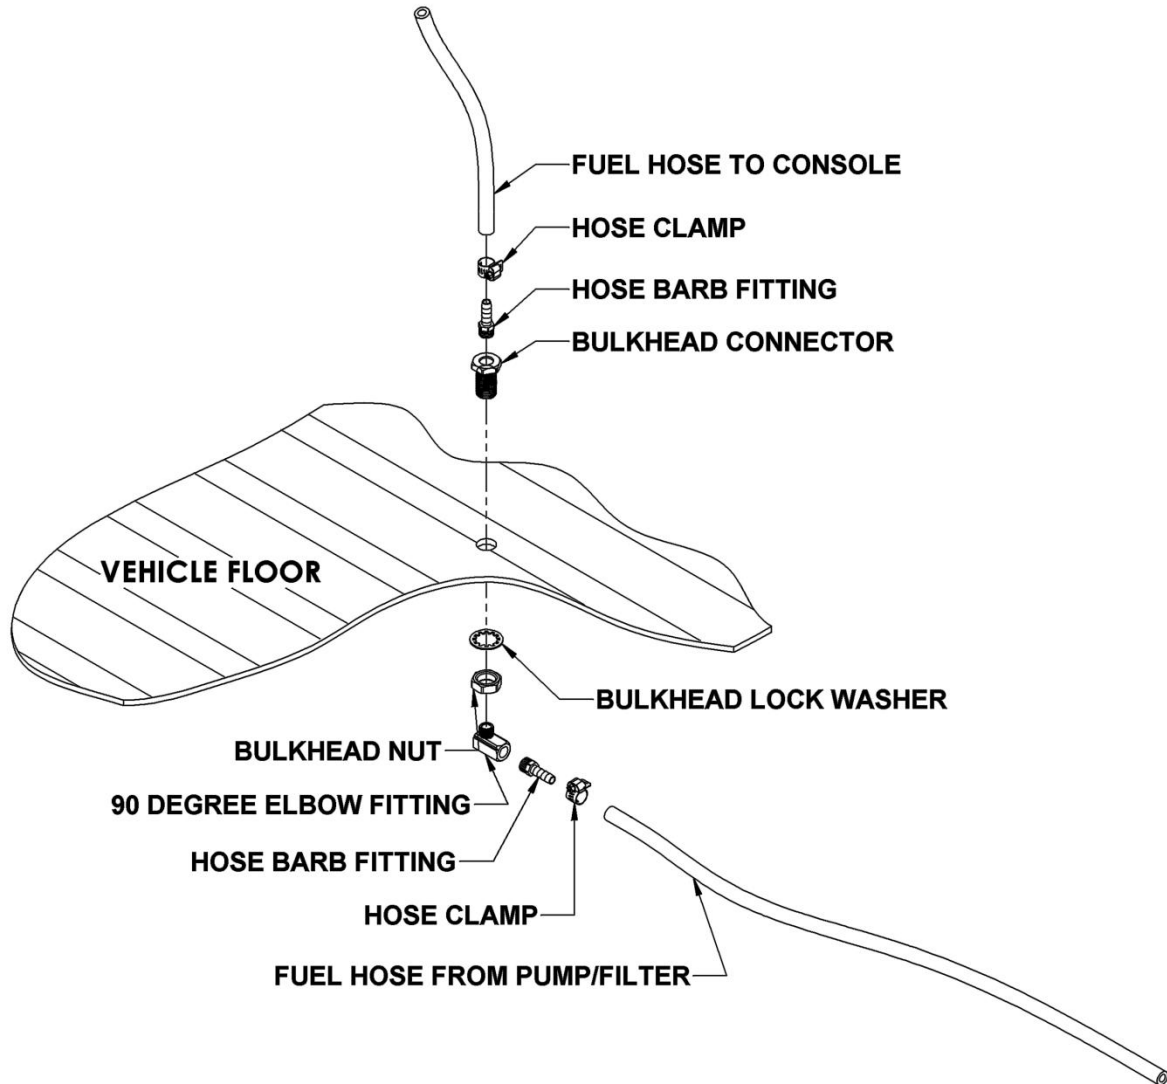 FUEL HOSE TO CONSOLE
HOSE CLAMP
HOSE BARB FITTING
BULKHEAD CONNECTOR
VEHICLE FLOOR
BULKHEAD LOCK WASHER
BULKHEAD NUT
90 DEGREE ELBOW FITTING
HOSE BARB FITTING
HOSE CLAMP
FUEL HOSE FROM PUMP/FILTER